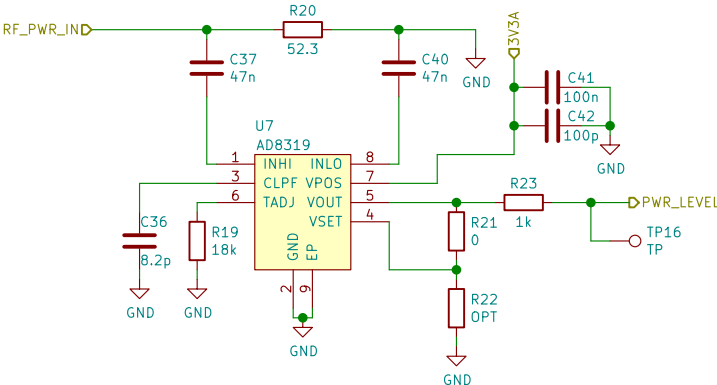 R20
RF_PWR_IN
52.3
GND
3V3A
C37
47n
C40
47n
C41
100n
C42
100p
GND
U7
AD8319
1 INHI INLO 8
3 CLPF VPOS 7
6 TADJ VOUT 5
VSET 4
GND
EP
2
9
R23
1k
PWR_LEVEL
TP16
TP
C36
8.2p
R19
18k
R21
0
R22
OPT
GND
GND
GND
GND